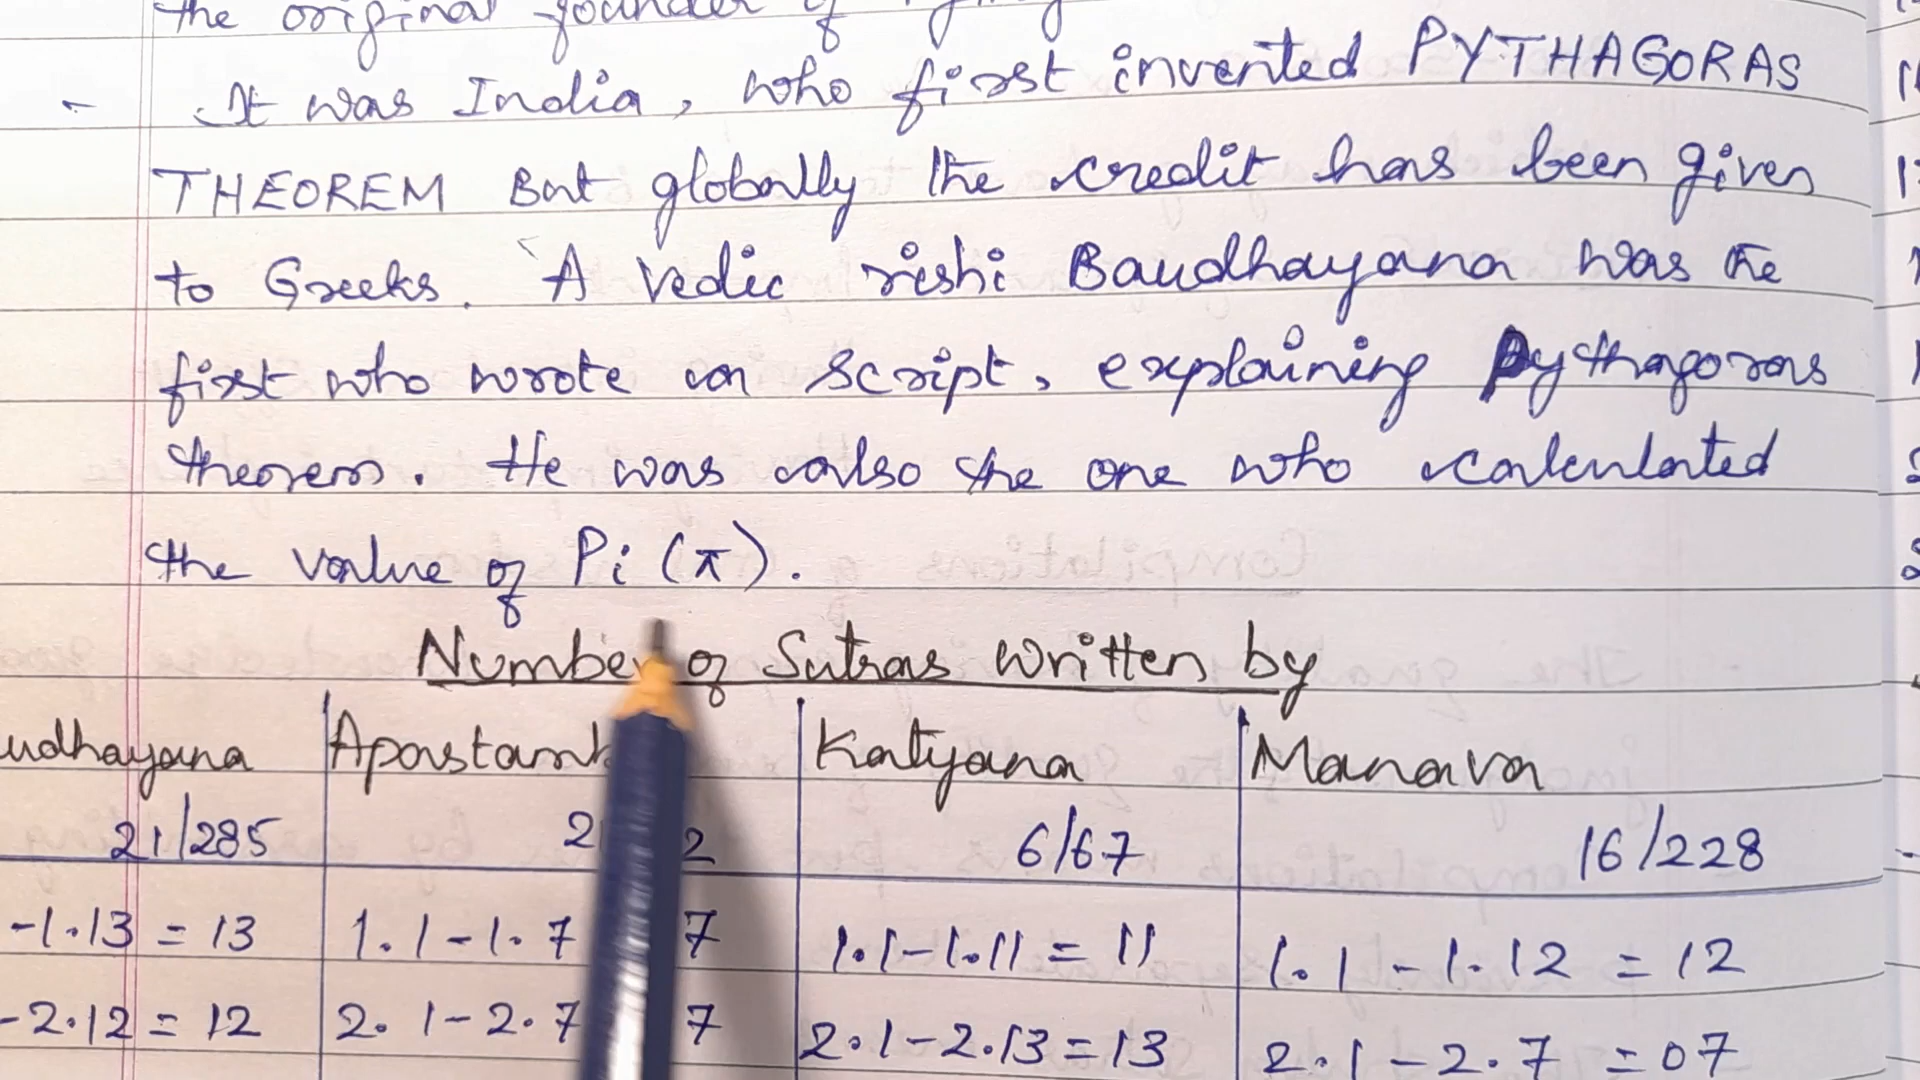 the original founder of
- It was India, who first invented PYTHAGORAS
THEOREM But globally the credit has been given
to Greeks. A Vedic rishi Baudhayana was the
first who wrote an script, explaining Pythagoras
theorem. He was also the one who calculated
the value of Pi (π).
Number of Sutras written by
udhayana Apastamb Katyana Manava
21/285 2 2 6/67 16/228
-1.13 = 13 1.1-1.7 7 1.1-1.11 = 11 1.1 - 1.12 = 12
-2.12 = 12 2.1-2.7 7 2.1-2.13 = 13 2.1-2.7 = 07